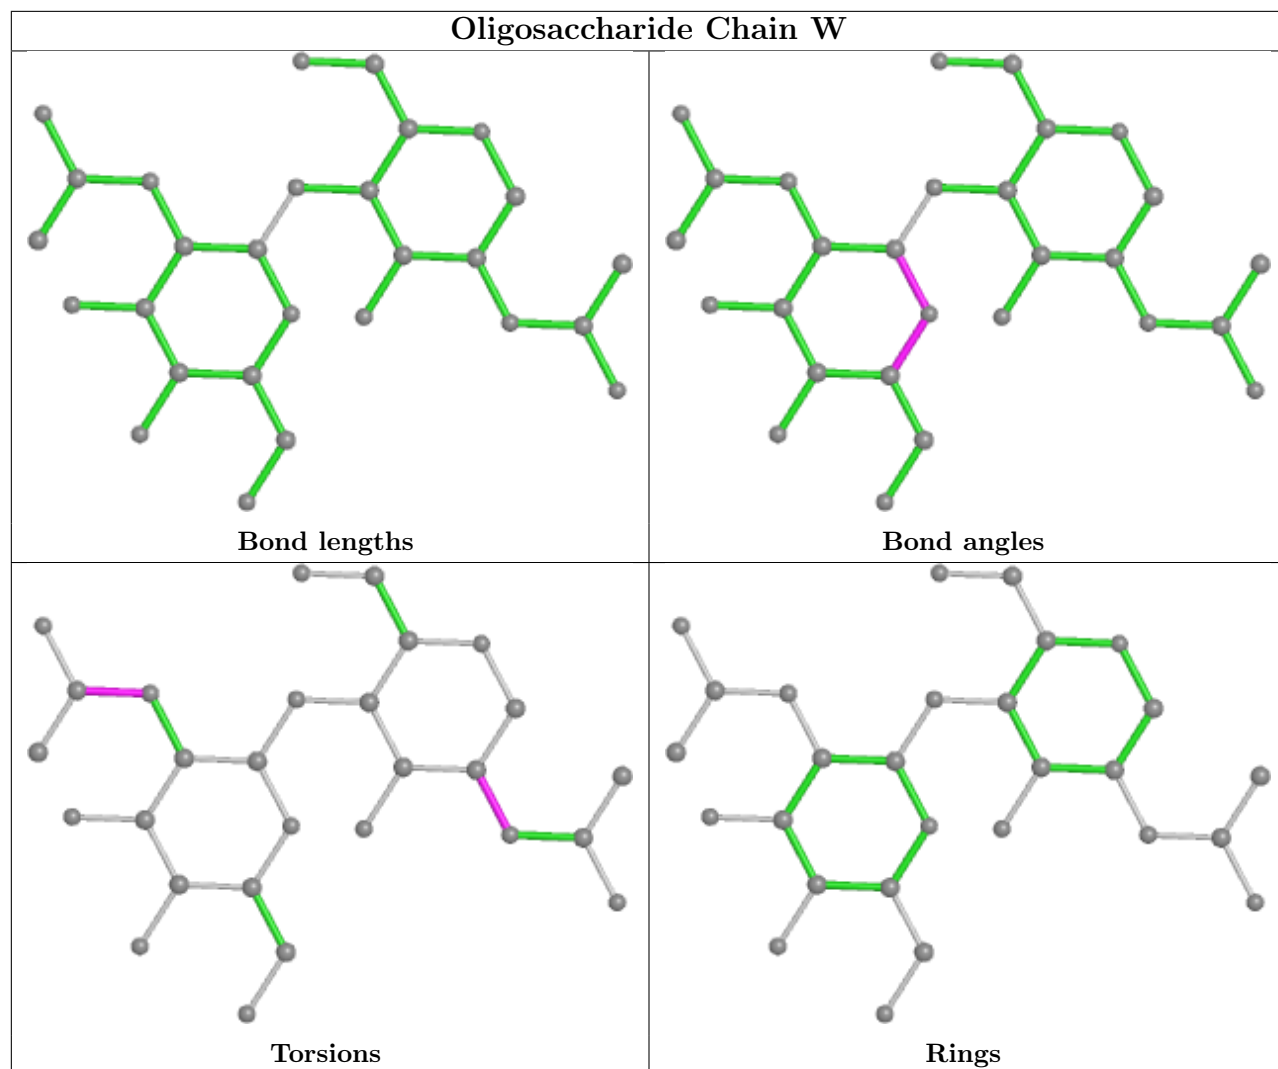 Oligosaccharide Chain W
Bond lengths
Bond angles
Torsions
Rings